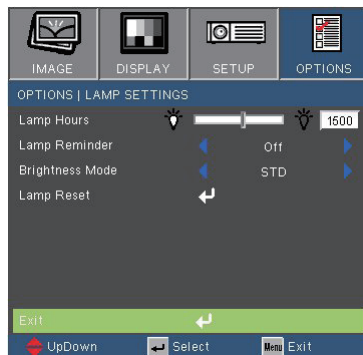 IMAGE DISPLAY SETUP OPTIONS
OPTIONS | LAMP SETTINGS
Lamp Hours 1500
Lamp Reminder Off
Brightness Mode STD
Lamp Reset
Exit
UpDown Select Menu Exit